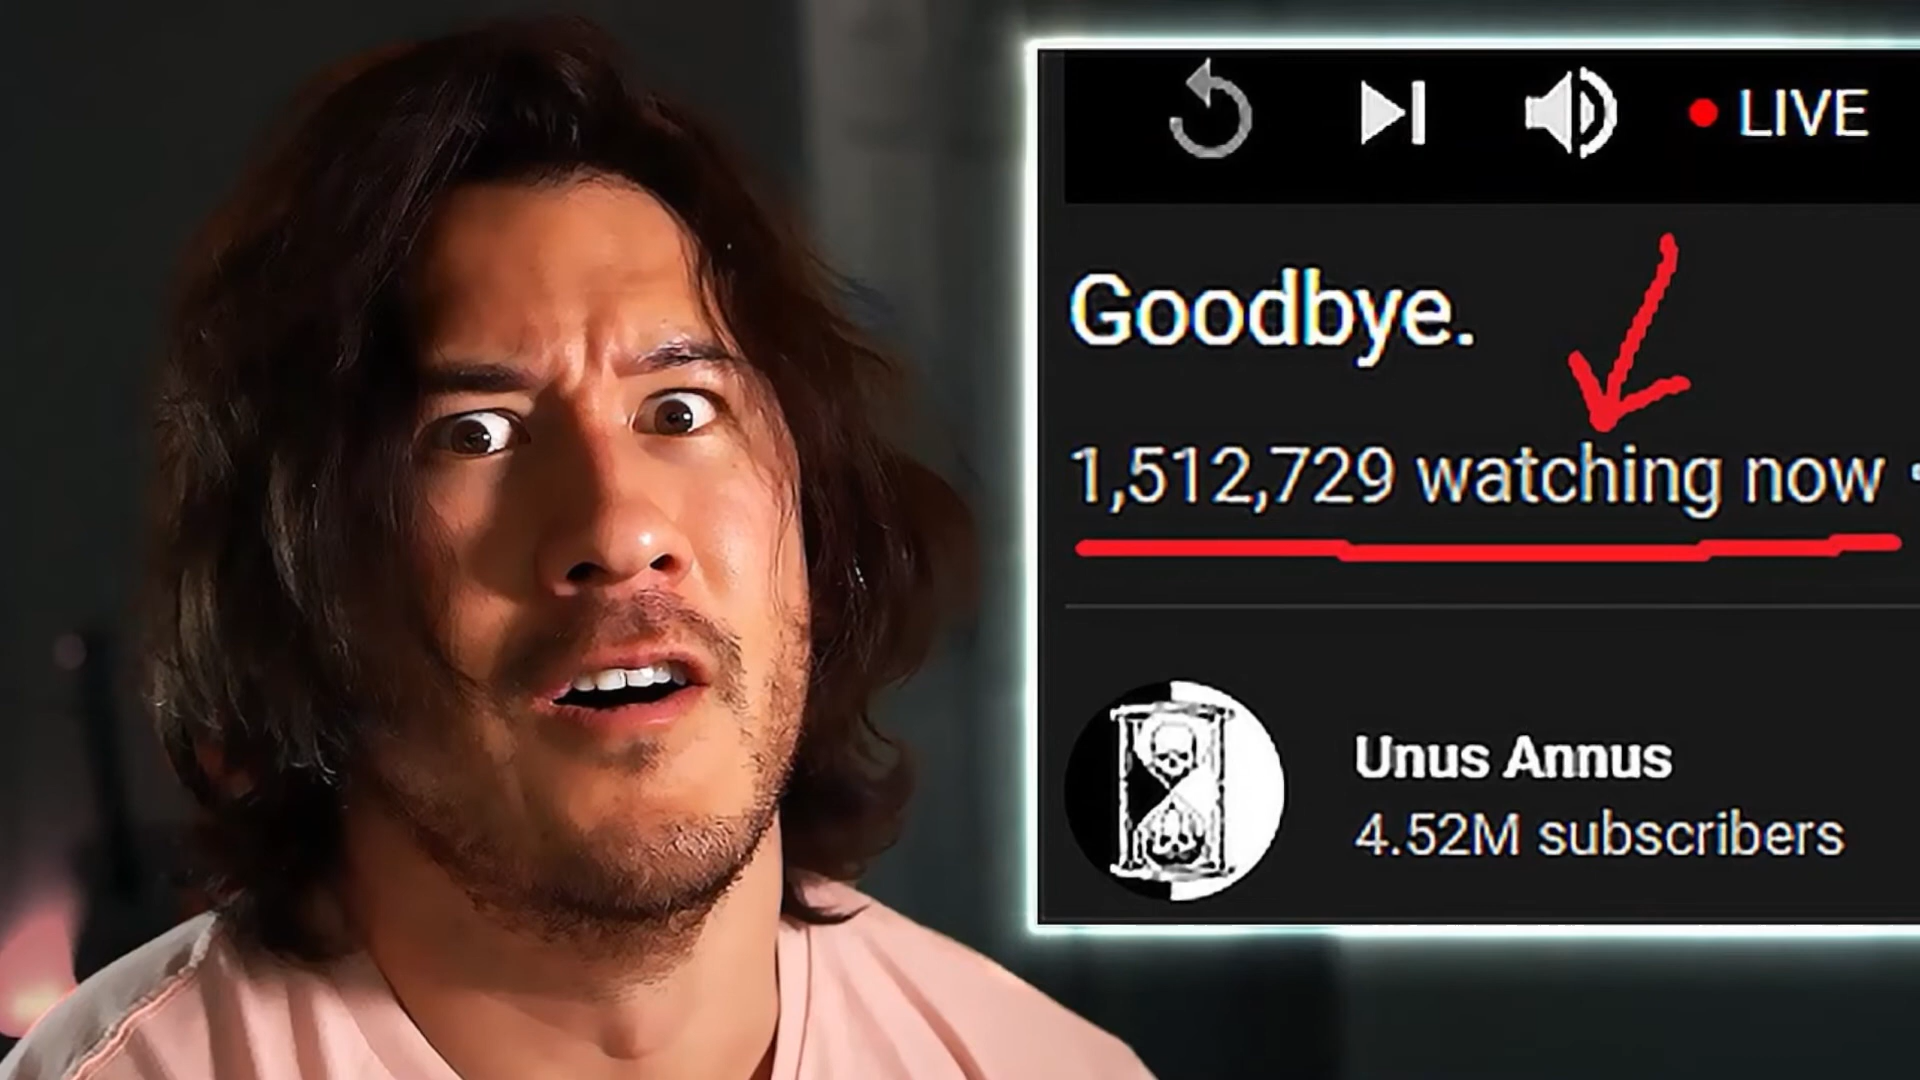 LIVE
Goodbye.
1,512,729 watching now
Unus Annus
4.52M subscribers